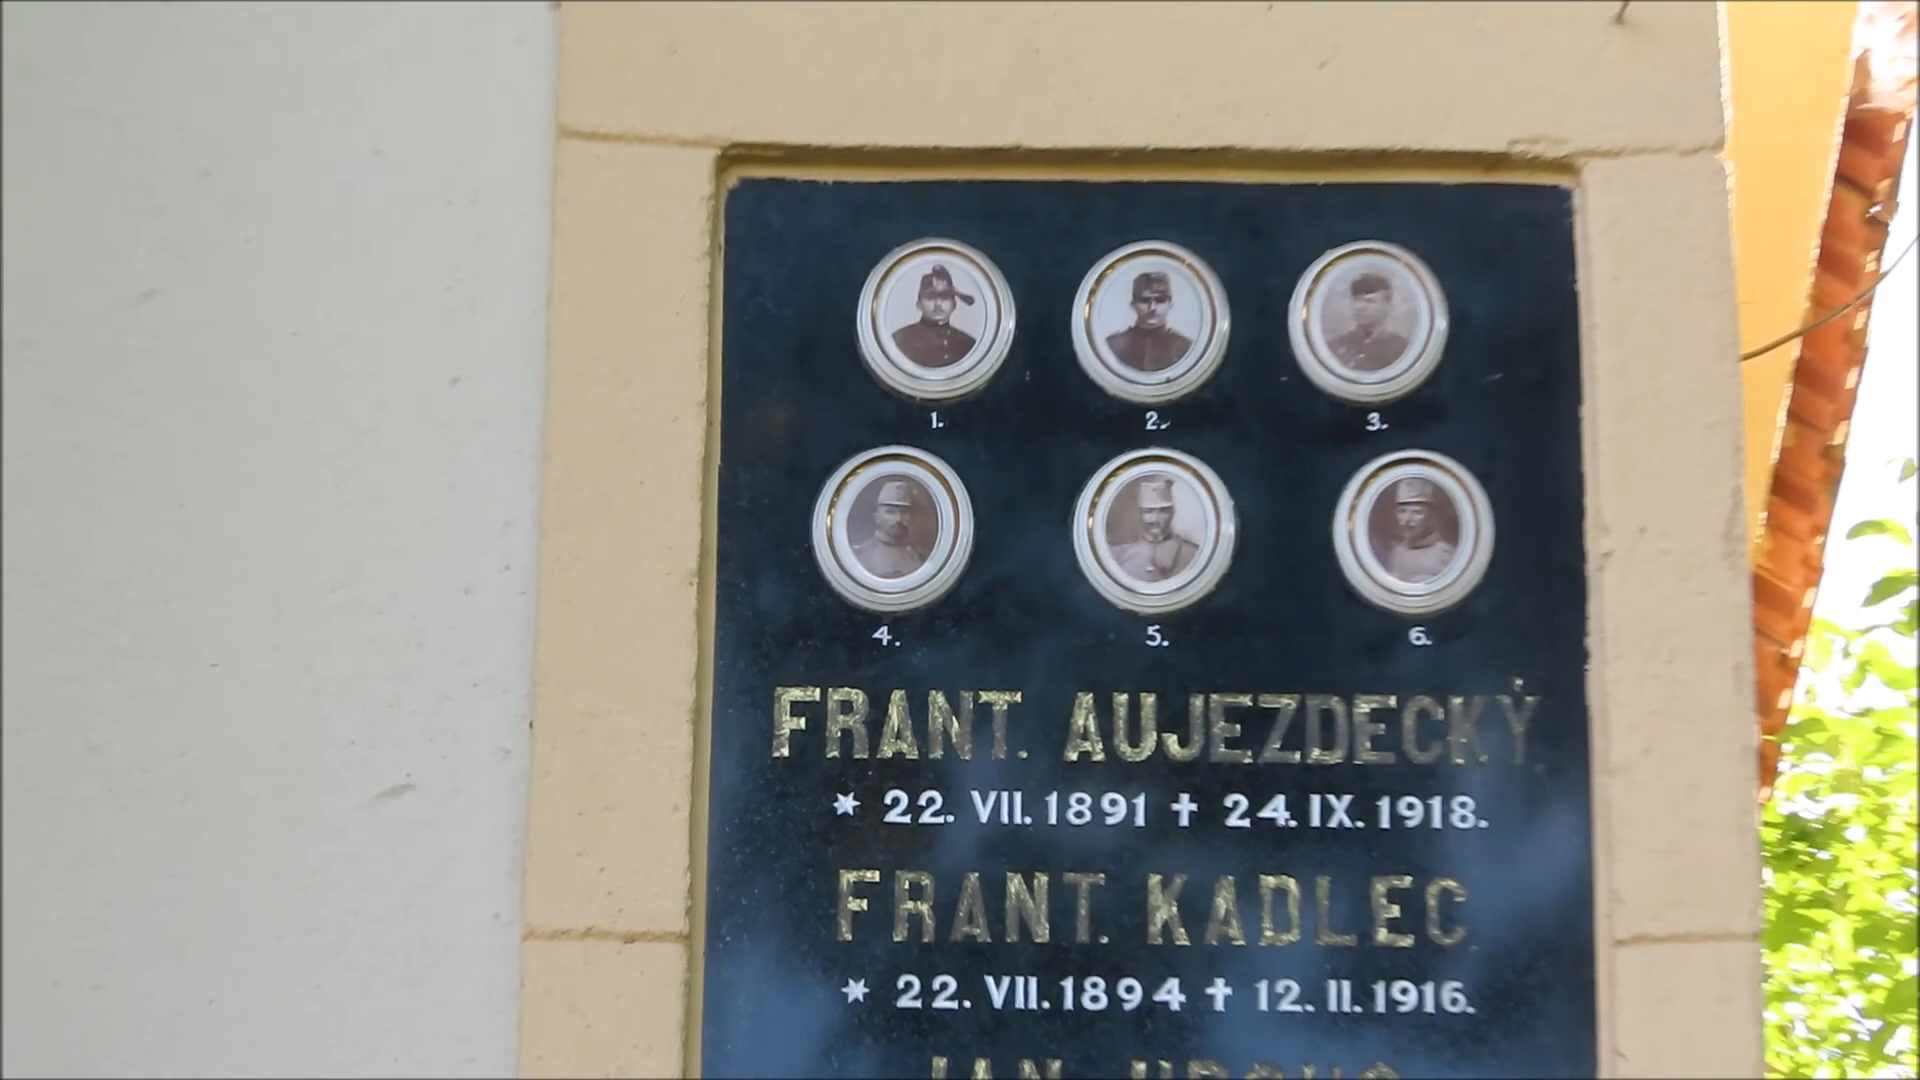 1. 2. 3.
4. 5. 6.
FRANT. AUJEZDECKÝ,
* 22. VII. 1891 ✝ 24. IX. 1918.
FRANT. KADLEC,
* 22. VII. 1894 ✝ 12. II. 1916.
JAN